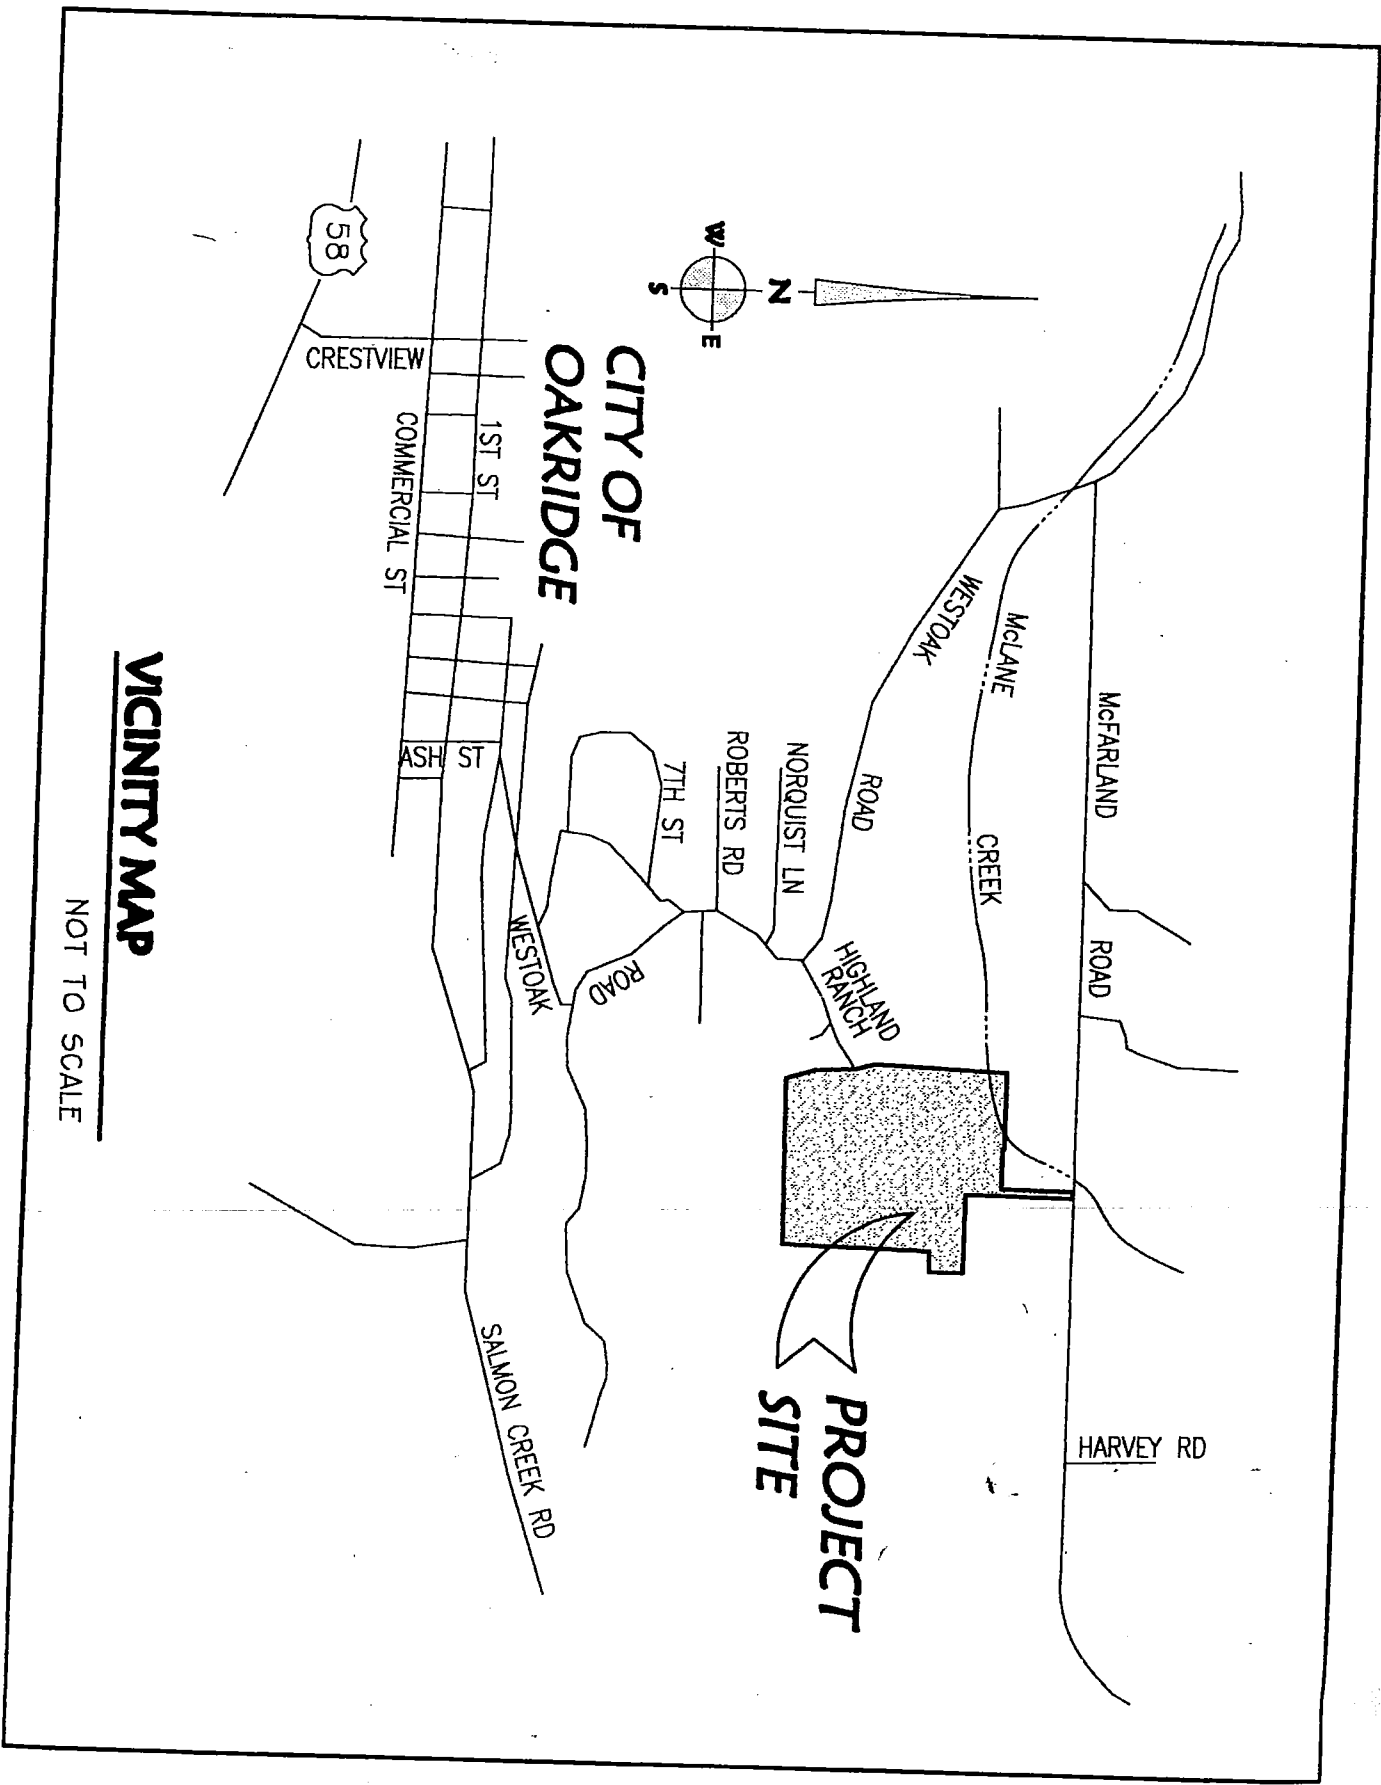 McFARLAND
ROAD
HARVEY RD
McLANE
CREEK
WESTOAK
ROAD
HIGHLAND
RANCH
PROJECT
SITE
N
W
E
S
NORQUIST LN
ROBERTS RD
7TH ST
CITY OF
OAKRIDGE
ROAD
WESTOAK
1ST ST
COMMERCIAL ST
ASH ST
CRESTVIEW
58
SALMON CREEK RD
VICINITY MAP
NOT TO SCALE